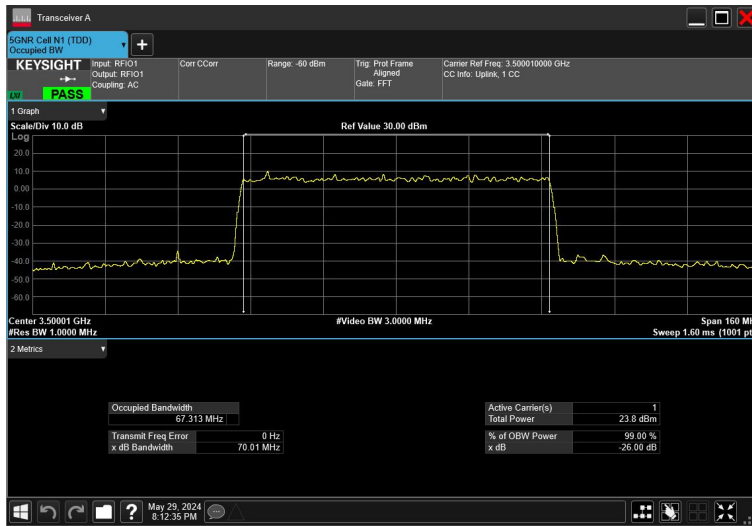 Transceiver A
5GNR Cell N1 (TDD)
Occupied BW
KEYSIGHT
LXI
PASS
Input: RFIO1
Output: RFIO1
Coupling: AC
Corr CCorr
Range: -60 dBm
Trig: Prot Frame
Aligned
Gate: FFT
Carrier Ref Freq: 3.500010000 GHz
CC Info: Uplink, 1 CC
1 Graph
Scale/Div 10.0 dB
Ref Value 30.00 dBm
Log
20.0
10.0
0.00
-10.0
-20.0
-30.0
-40.0
-50.0
-60.0
Center 3.50001 GHz
#Video BW 3.0000 MHz
Span 160 MH
#Res BW 1.0000 MHz
Sweep 1.60 ms (1001 pt
2 Metrics
Occupied Bandwidth
67.313 MHz
Transmit Freq Error 0 Hz
x dB Bandwidth 70.01 MHz
Active Carrier(s) 1
Total Power 23.8 dBm
% of OBW Power 99.00 %
x dB -26.00 dB
May 29, 2024
8:12:35 PM